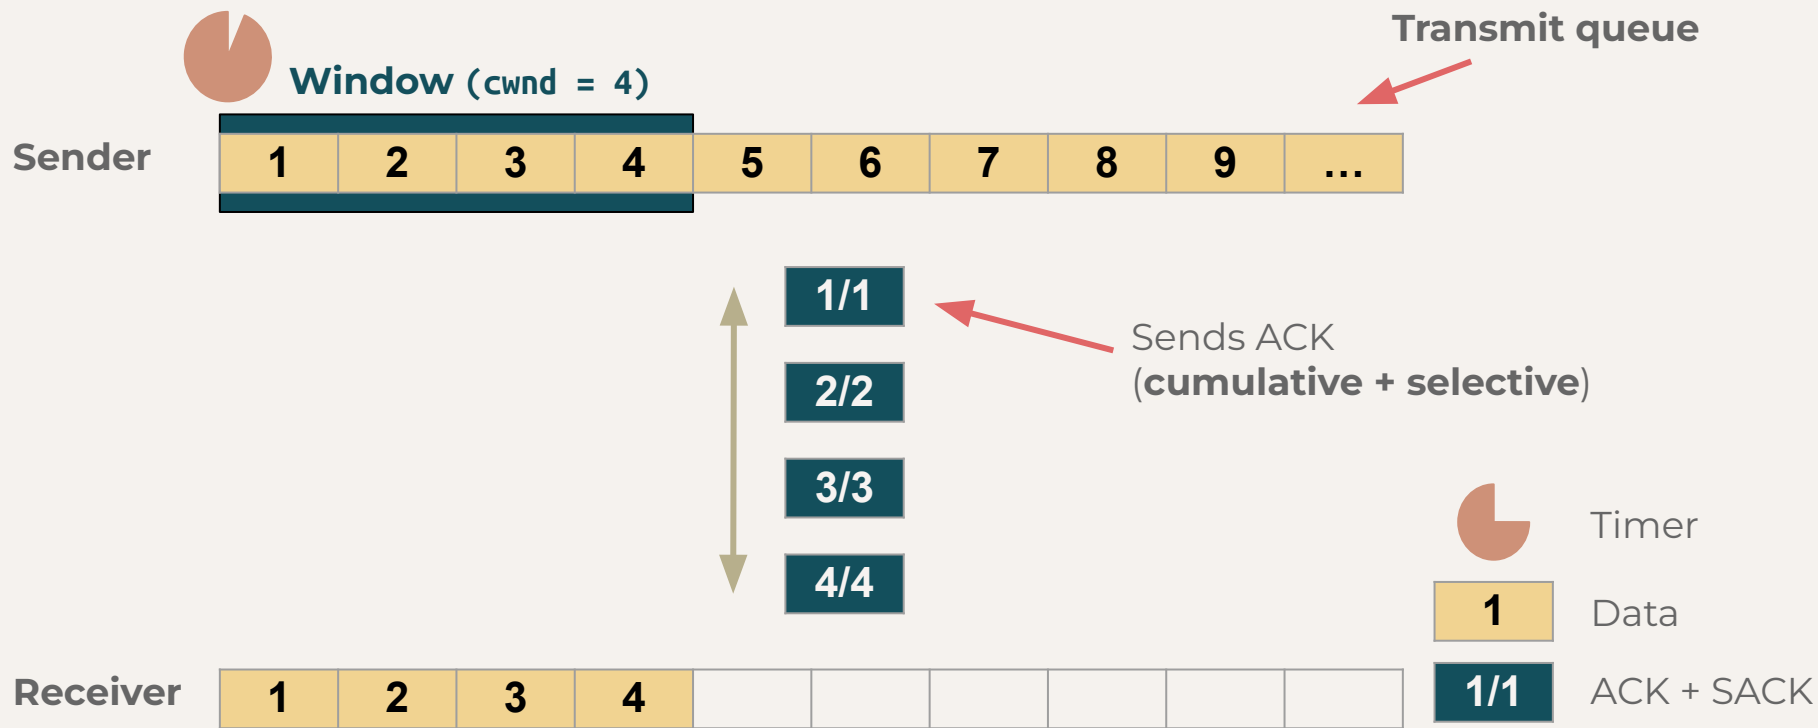 Transmit queue
Window (cwnd = 4)
Sender
1 2 3 4 5 6 7 8 9 ...
1/1
Sends ACK
(cumulative + selective)
2/2
3/3
4/4
Timer
1 Data
Receiver
1 2 3 4
1/1 ACK + SACK